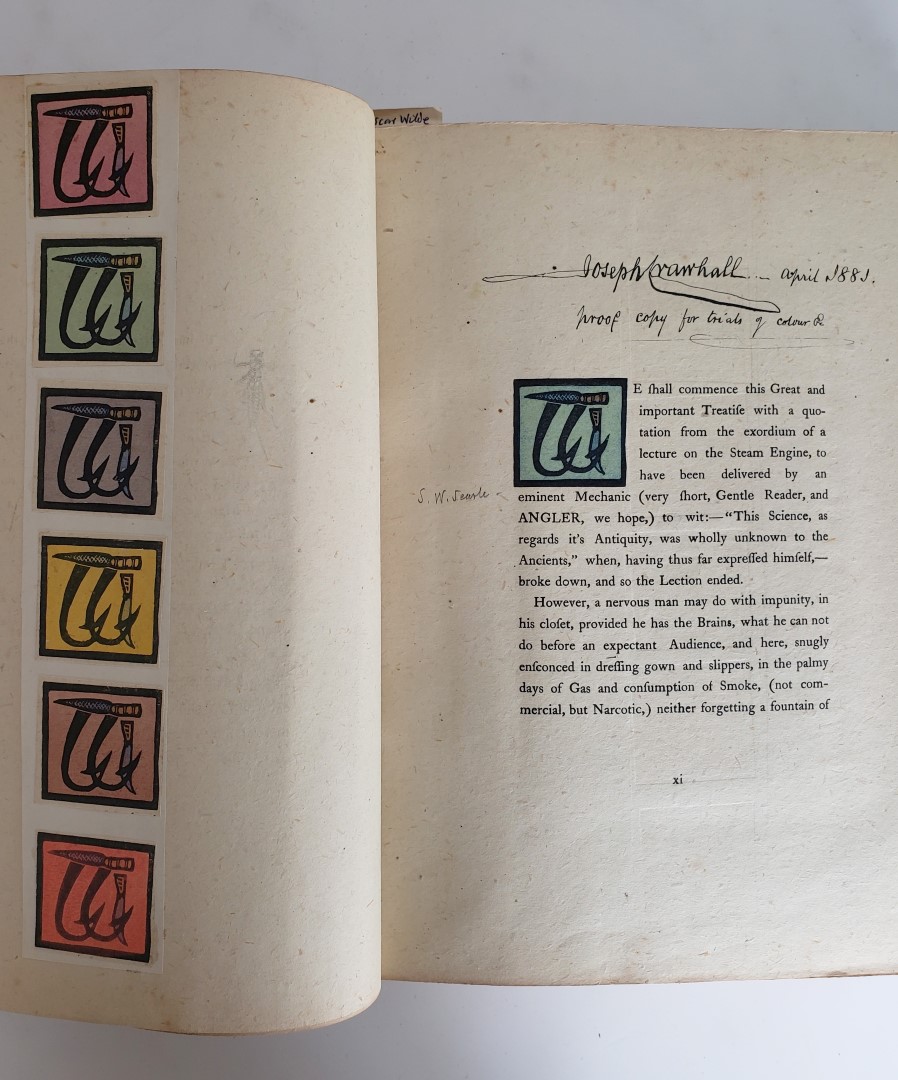 scar Wilde
Joseph Crawhall April 1881.
proof copy for trials of colour &
WE ſhall commence this Great and
important Treatiſe with a quo-
tation from the exordium of a
lecture on the Steam Engine, to
have been delivered by an
S. W. Searle
eminent Mechanic (very ſhort, Gentle Reader, and
ANGLER, we hope,) to wit:—“This Science, as
regards it's Antiquity, was wholly unknown to the
Ancients,” when, having thus far expreſſed himſelf,—
broke down, and so the Lection ended.
However, a nervous man may do with impunity, in
his cloſet, provided he has the Brains, what he can not
do before an expectant Audience, and here, snugly
enſconced in dreſſing gown and slippers, in the palmy
days of Gas and conſumption of Smoke, (not com-
mercial, but Narcotic,) neither forgetting a fountain of
xi